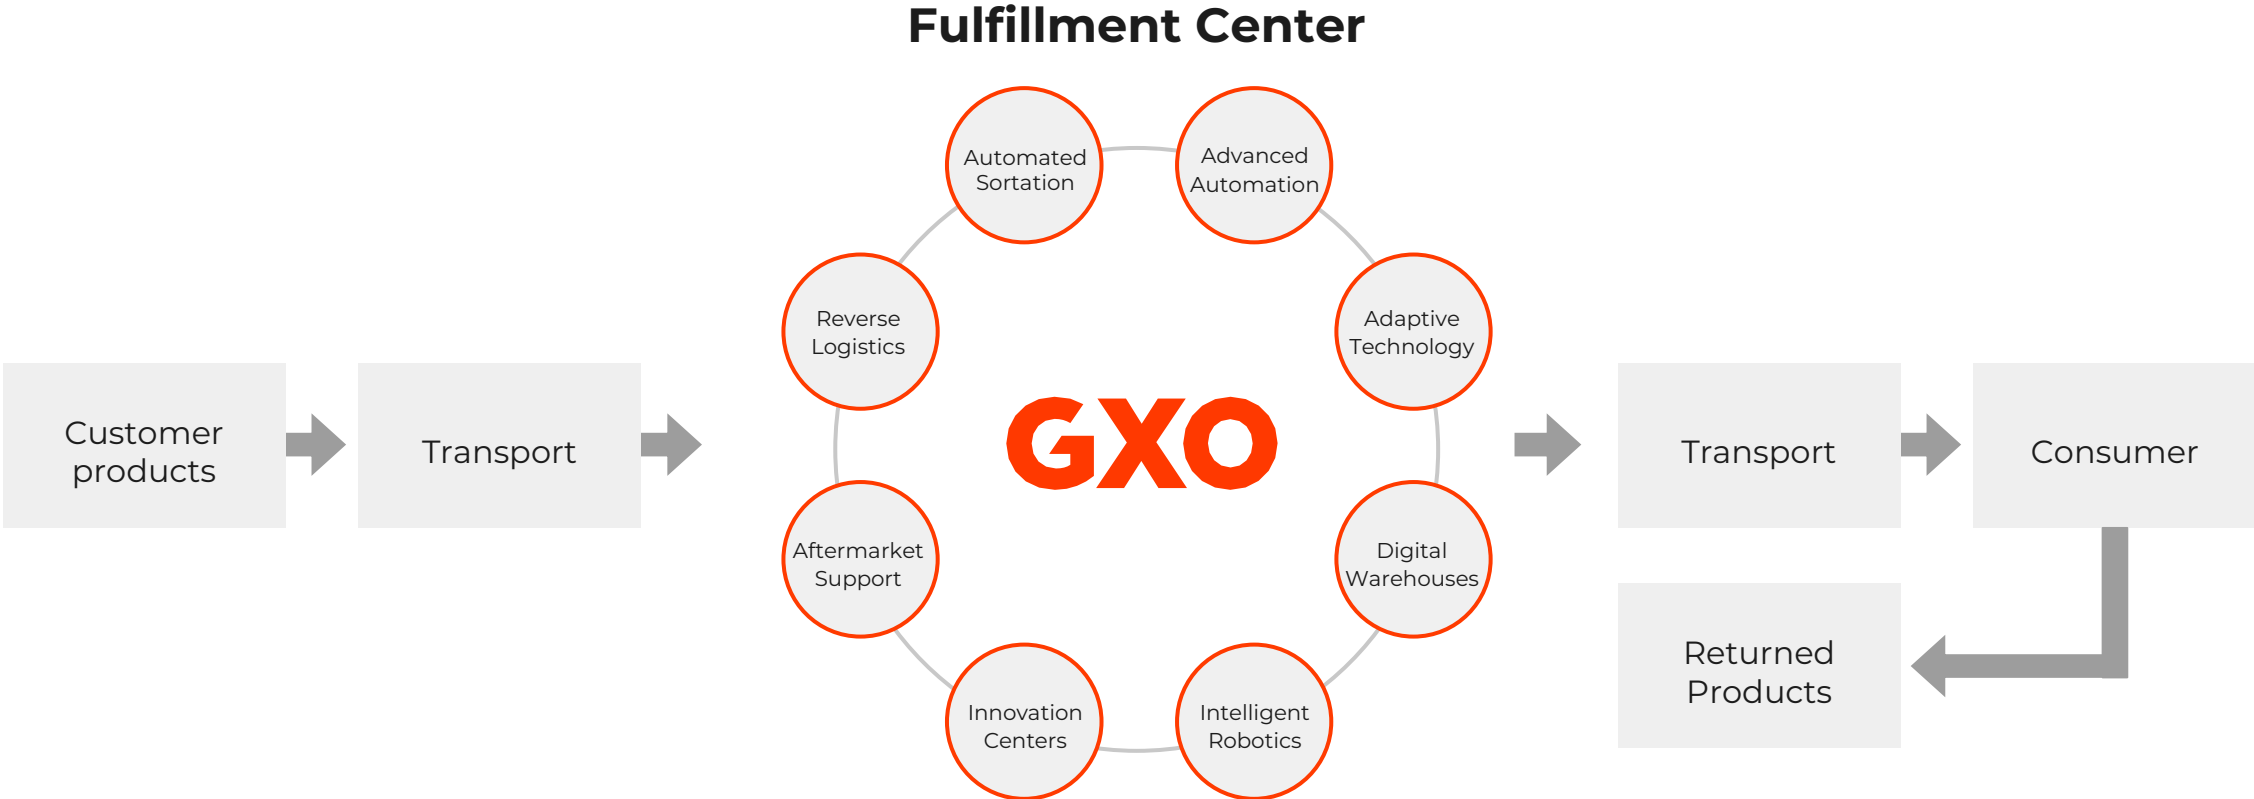 Fulfillment Center
Automated
Sortation
Advanced
Automation
Reverse
Logistics
Adaptive
Technology
Customer
products
Transport
GXO
Transport
Consumer
Aftermarket
Support
Digital
Warehouses
Returned
Products
Innovation
Centers
Intelligent
Robotics